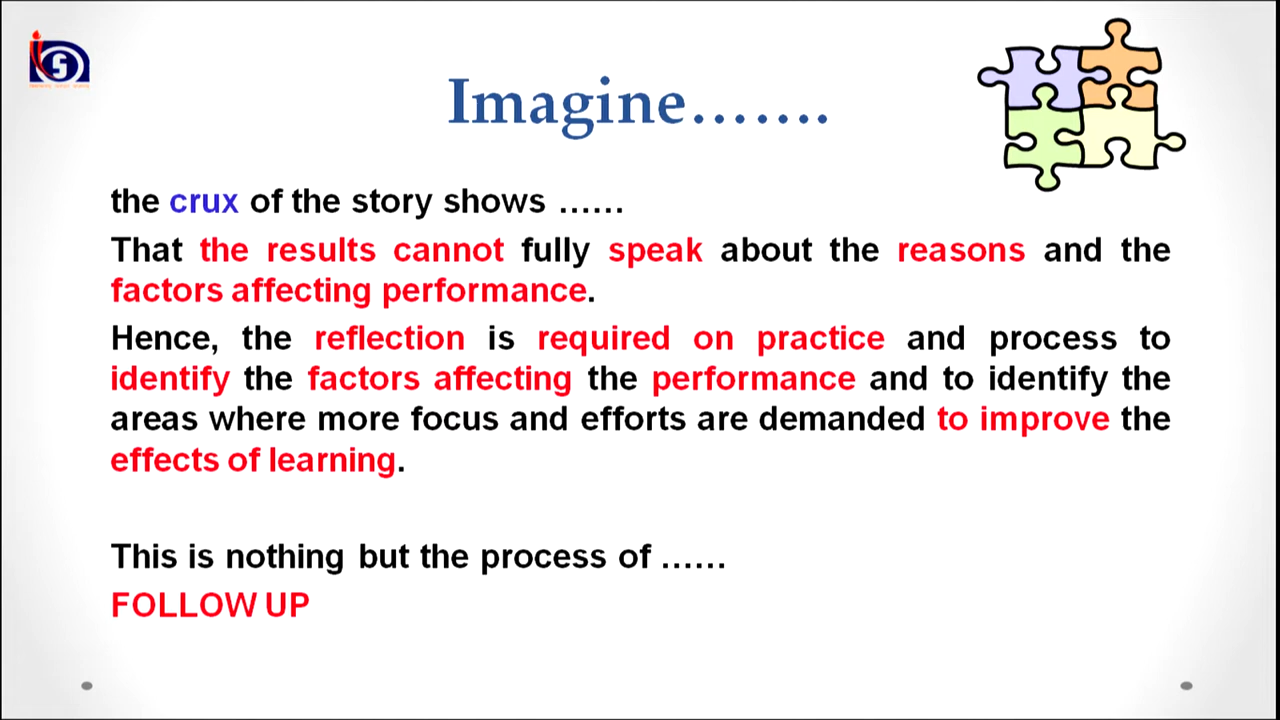 Imagine…….
the crux of the story shows ……
That the results cannot fully speak about the reasons and the
factors affecting performance.
Hence, the reflection is required on practice and process to
identify the factors affecting the performance and to identify the
areas where more focus and efforts are demanded to improve the
effects of learning.
This is nothing but the process of ……
FOLLOW UP